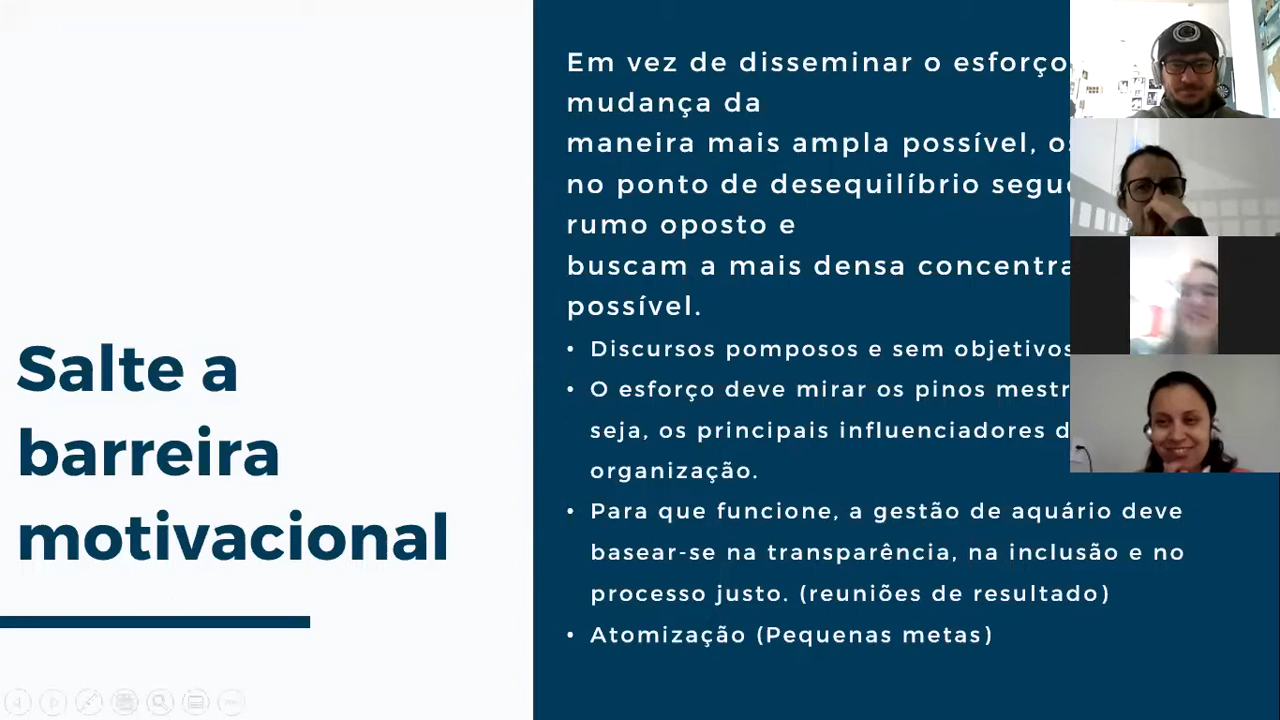 Salte a
barreira
motivacional
Em vez de disseminar o esforço
mudança da
maneira mais ampla possível,
no ponto de desequilíbrio
rumo oposto e
buscam a mais densa
possível.
• Discursos pomposos e sem objetivos
• O esforço deve mirar os pinos
seja, os principais influenciadores
organização.
• Para que funcione, a gestão de aquário deve
basear-se na transparência, na inclusão e no
processo justo. (reuniões de resultado)
• Atomização (Pequenas metas)